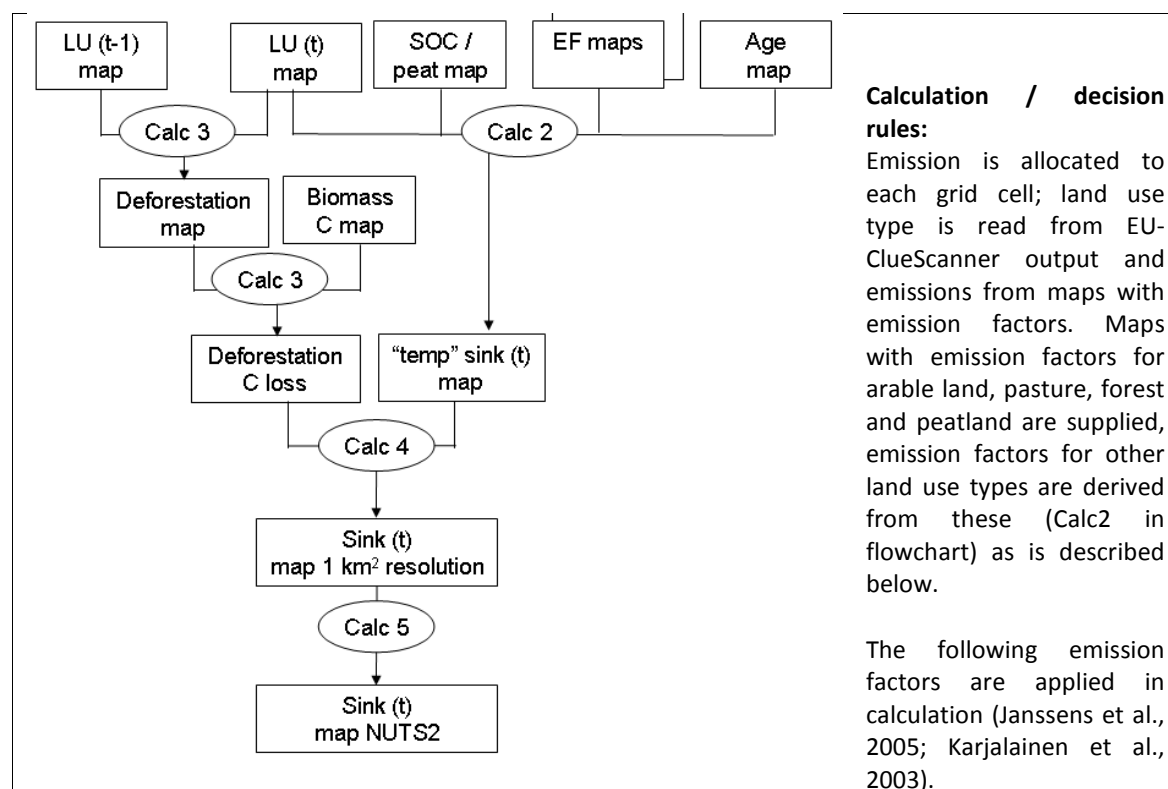 LU (t-1)
map
LU (t)
map
SOC /
peat map
EF maps
Age
map
Calc 3
Calc 2
Deforestation
map
Biomass
C map
Calc 3
Deforestation
C loss
“temp” sink (t)
map
Calc 4
Sink (t)
map 1 km² resolution
Calc 5
Sink (t)
map NUTS2
Calculation / decision
rules:
Emission is allocated to
each grid cell; land use
type is read from EU-
ClueScanner output and
emissions from maps with
emission factors. Maps
with emission factors for
arable land, pasture, forest
and peatland are supplied,
emission factors for other
land use types are derived
from these (Calc2 in
flowchart) as is described
below.
The following emission
factors are applied in
calculation (Janssens et al.,
2005; Karjalainen et al.,
2003).